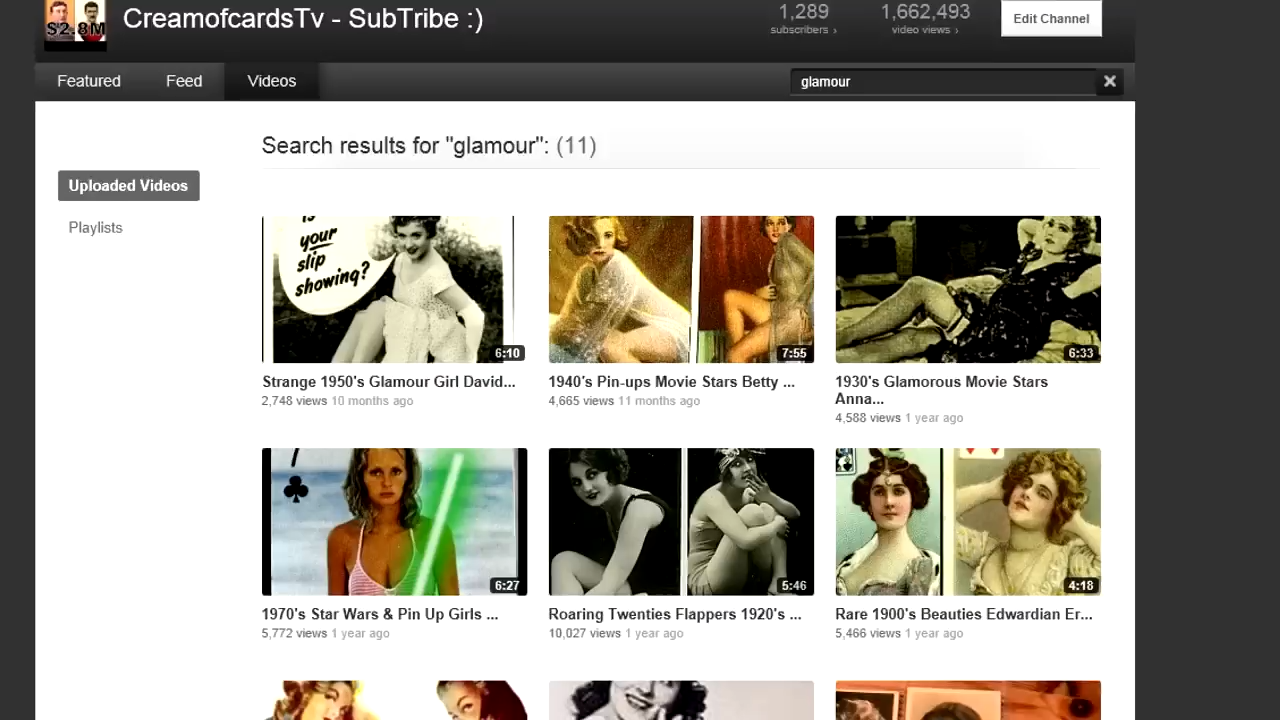 $2.8M
CreamofcardsTv - SubTribe :)
1,289
subscribers ›
1,662,493
video views ›
Edit Channel
Featured
Feed
Videos
glamour
Search results for "glamour": (11)
Uploaded Videos
Playlists
is
your
slip
showing?
6:10
7:55
6:33
Strange 1950's Glamour Girl David...
2,748 views 10 months ago
1940's Pin-ups Movie Stars Betty ...
4,665 views 11 months ago
1930's Glamorous Movie Stars
Anna...
4,588 views 1 year ago
7
6:27
5:46
4:18
1970's Star Wars & Pin Up Girls ...
5,772 views 1 year ago
Roaring Twenties Flappers 1920's ...
10,027 views 1 year ago
Rare 1900's Beauties Edwardian Er...
5,466 views 1 year ago